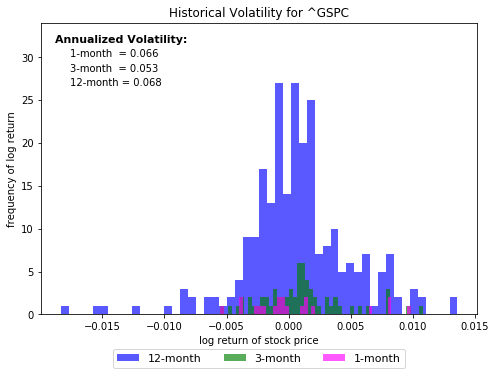 Historical Volatility for ^GSPC
Annualized Volatility:
1-month = 0.066
3-month = 0.053
12-month = 0.068
frequency of log return
30
25
20
15
10
5
0
−0.015
−0.010
−0.005
0.000
0.005
0.010
0.015
log return of stock price
12-month
3-month
1-month